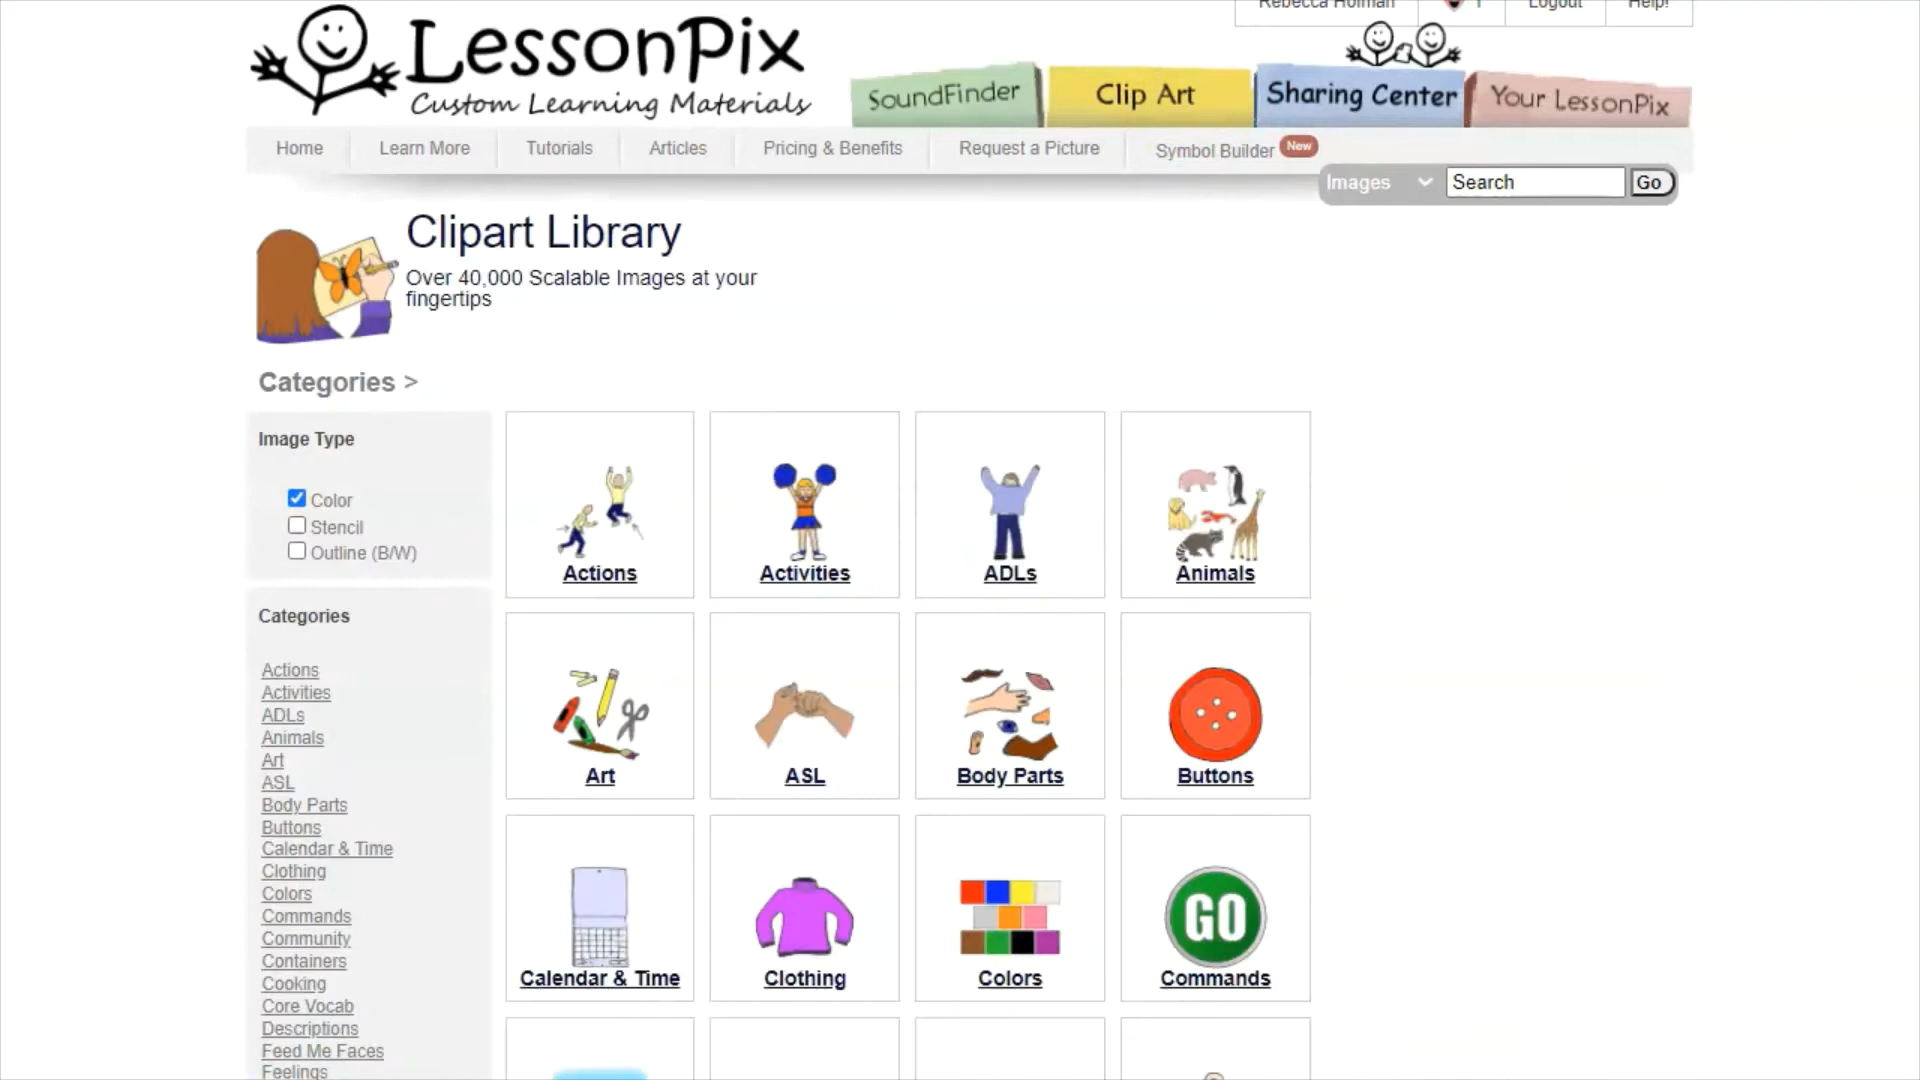 Rebecca Holman
1
Logout
Help!
LessonPix
Custom Learning Materials
SoundFinder
Clip Art
Sharing Center
Your LessonPix
Home
Learn More
Tutorials
Articles
Pricing & Benefits
Request a Picture
Symbol Builder New
Images
Search
Go
Clipart Library
Over 40,000 Scalable Images at your
fingertips
Categories >
Image Type
Color
Stencil
Outline (B/W)
Categories
Actions
Activities
ADLs
Animals
Art
ASL
Body Parts
Buttons
Calendar & Time
Clothing
Colors
Commands
Community
Containers
Cooking
Core Vocab
Descriptions
Feed Me Faces
Feelings
Actions
Activities
ADLs
Animals
Art
ASL
Body Parts
Buttons
Calendar & Time
Clothing
Colors
GO
Commands